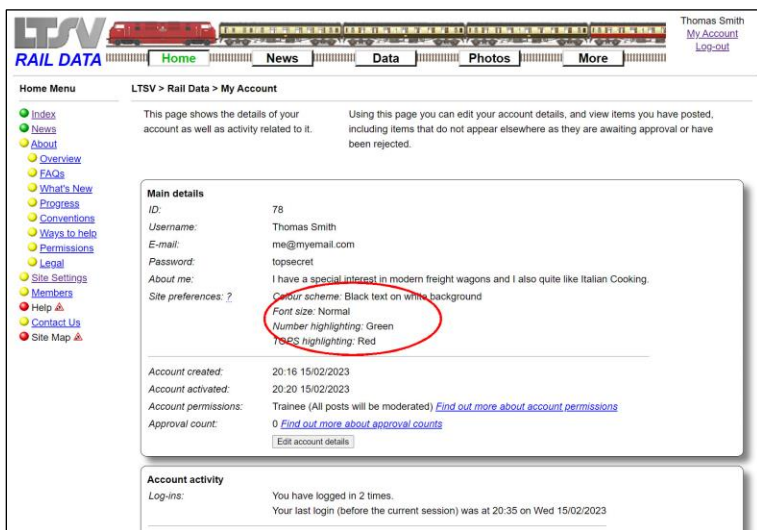 LTSV
RAIL DATA
Home
News
Data
Photos
More
Thomas Smith
My Account
Log-out
Home Menu
Index
News
About
Overview
FAQs
What's New
Progress
Conventions
Ways to help
Permissions
Legal
Site Settings
Members
Help
Contact Us
Site Map
LTSV > Rail Data > My Account
This page shows the details of your
account as well as activity related to it.
Using this page you can edit your account details, and view items you have posted,
including items that do not appear elsewhere as they are awaiting approval or have
been rejected.
Main details
ID: 78
Username: Thomas Smith
E-mail: me@myemail.com
Password: topsecret
About me: I have a special interest in modern freight wagons and I also quite like Italian Cooking.
Site preferences: ? Colour scheme: Black text on white background
Font size: Normal
Number highlighting: Green
TOPS highlighting: Red
Account created: 20:16 15/02/2023
Account activated: 20:20 15/02/2023
Account permissions: Trainee (All posts will be moderated) Find out more about account permissions
Approval count: 0 Find out more about approval counts
Edit account details
Account activity
Log-ins: You have logged in 2 times.
Your last login (before the current session) was at 20:35 on Wed 15/02/2023